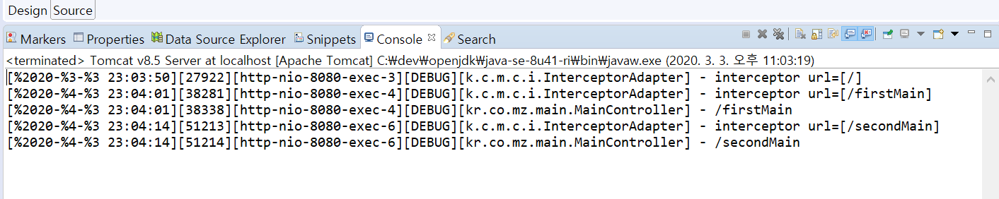 Design Source
Markers Properties Data Source Explorer Snippets Console Search
<terminated> Tomcat v8.5 Server at localhost [Apache Tomcat] C:₩dev₩openjdk₩java-se-8u41-ri₩bin₩javaw.exe (2020. 3. 3. 오후 11:03:19)
[%2020-%3-%3 23:03:50][27922][http-nio-8080-exec-3][DEBUG][k.c.m.c.i.InterceptorAdapter] - interceptor url=[/]
[%2020-%4-%3 23:04:01][38281][http-nio-8080-exec-4][DEBUG][k.c.m.c.i.InterceptorAdapter] - interceptor url=[/firstMain]
[%2020-%4-%3 23:04:01][38338][http-nio-8080-exec-4][DEBUG][kr.co.mz.main.MainController] - /firstMain
[%2020-%4-%3 23:04:14][51213][http-nio-8080-exec-6][DEBUG][k.c.m.c.i.InterceptorAdapter] - interceptor url=[/secondMain]
[%2020-%4-%3 23:04:14][51214][http-nio-8080-exec-6][DEBUG][kr.co.mz.main.MainController] - /secondMain